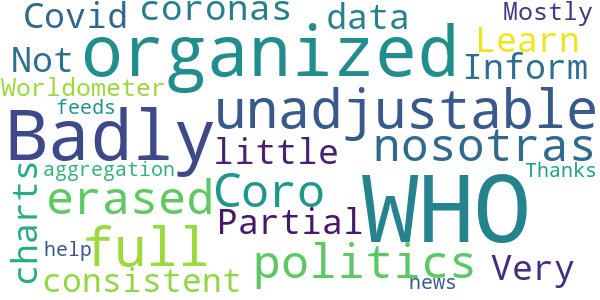 Covid coronas data Mostly
Not organized Learn
Worldometer Inform
feeds unadjustable
Badly little nosotras
aggregation Thanks
charts erased Coro WHO
Partial
help full politics Very
consistent news